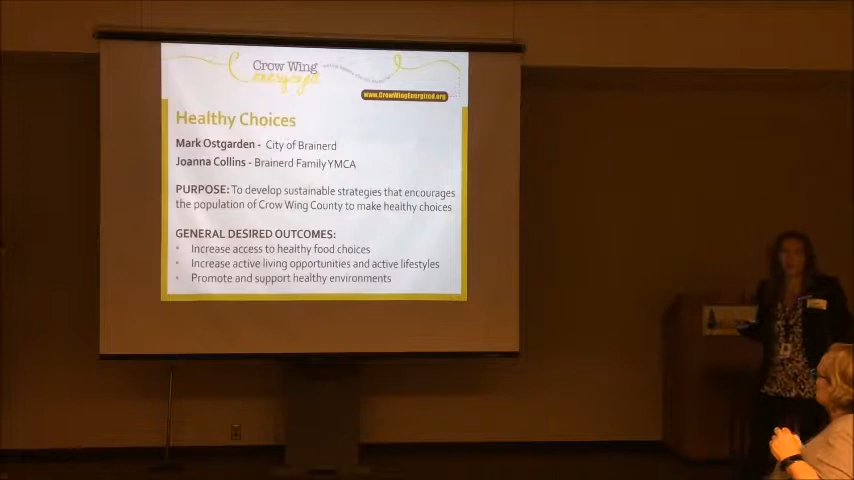 Crow Wing
energized
www.CrowWingEnergized.org
Healthy Choices
Mark Ostgarden - City of Brainerd
Joanna Collins - Brainerd Family YMCA
PURPOSE: To develop sustainable strategies that encourages
the population of Crow Wing County to make healthy choices
GENERAL DESIRED OUTCOMES:
• Increase access to healthy food choices
• Increase active living opportunities and active lifestyles
• Promote and support healthy environments